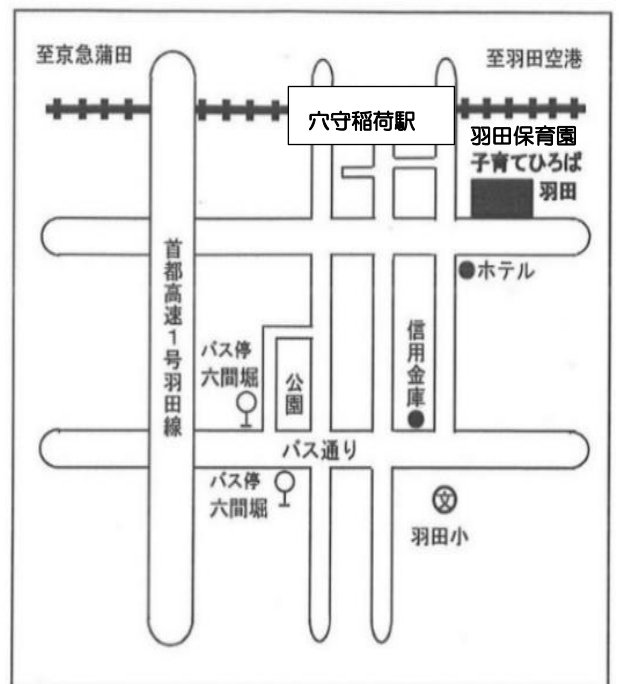 至京急蒲田
至羽田空港
穴守稲荷駅
羽田保育園
子育てひろば
羽田
ホテル
首都高速1号羽田線
バス停
六間堀
公園
信用金庫
バス通り
バス停
六間堀
文
羽田小